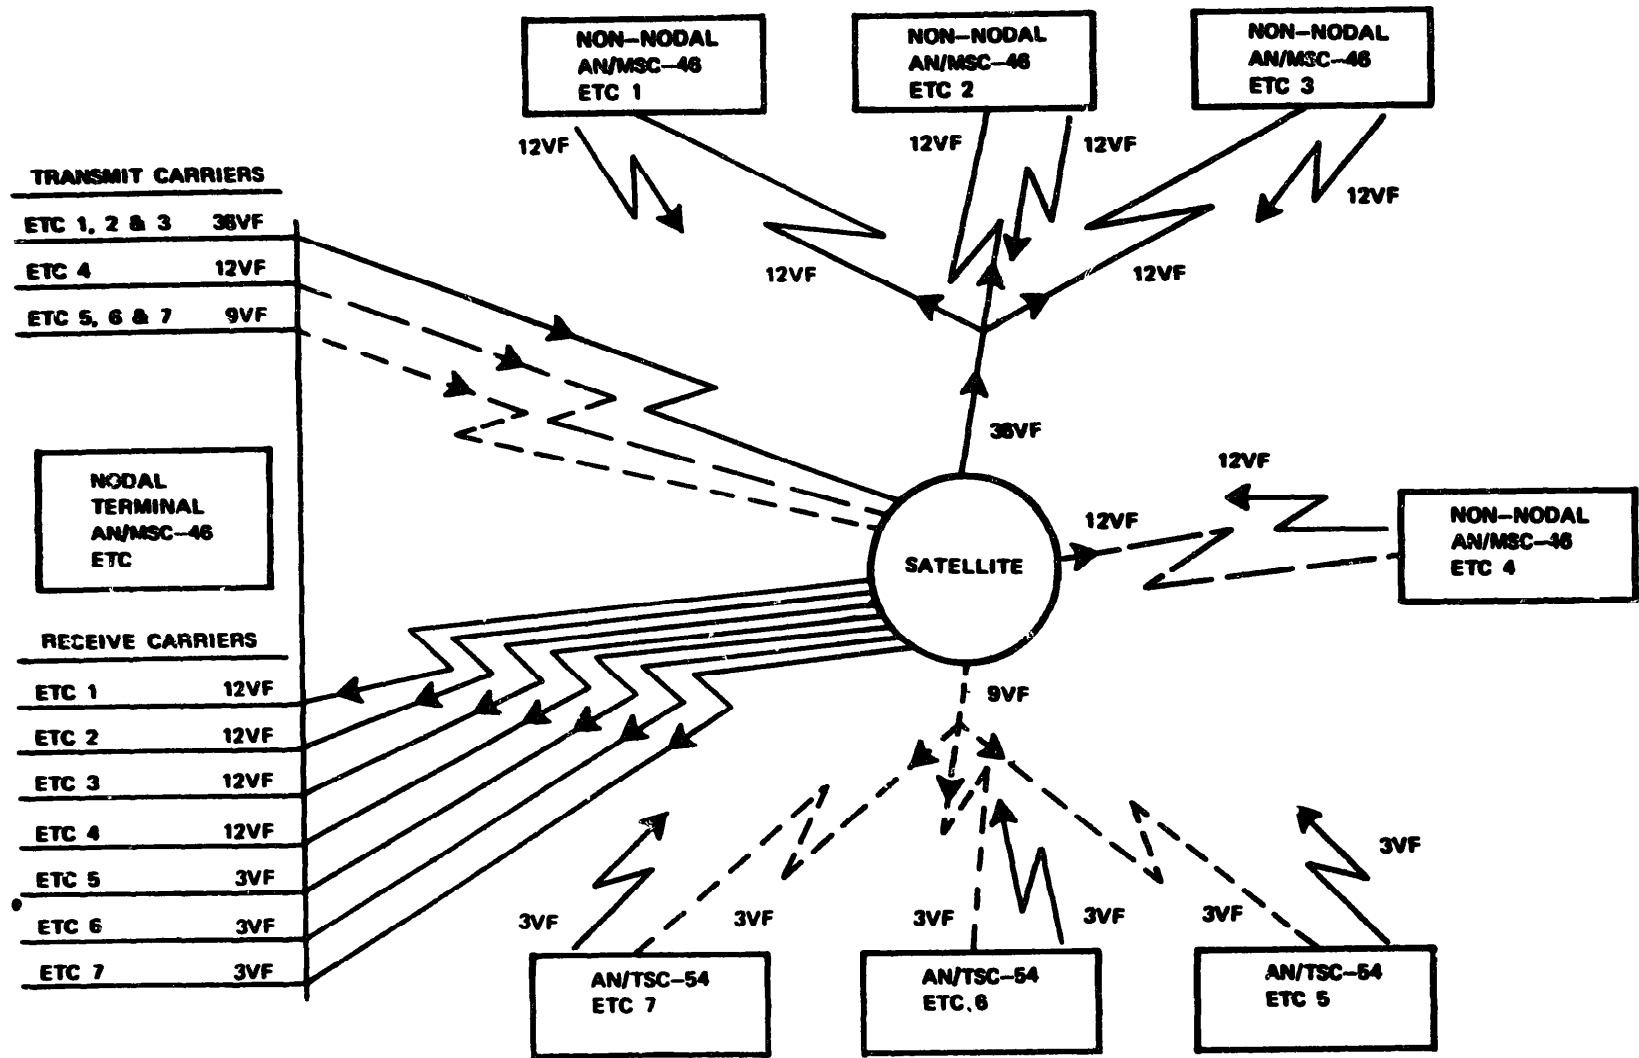 NON-NODAL
AN/MSC-46
ETC 1
NON-NODAL
AN/MSC-46
ETC 2
NON-NODAL
AN/MSC-46
ETC 3
12VF
12VF
12VF
12VF
12VF
12VF
TRANSMIT CARRIERS
ETC 1, 2 & 3 36VF
ETC 4 12VF
ETC 5, 6 & 7 9VF
36VF
NODAL
TERMINAL
AN/MSC-46
ETC
SATELLITE
12VF
12VF
NON-NODAL
AN/MSC-46
ETC 4
RECEIVE CARRIERS
ETC 1 12VF
ETC 2 12VF
ETC 3 12VF
ETC 4 12VF
ETC 5 3VF
ETC 6 3VF
ETC 7 3VF
9VF
3VF
3VF
3VF
3VF
3VF
3VF
AN/TSC-54
ETC 7
AN/TSC-54
ETC.6
AN/TSC-54
ETC 5